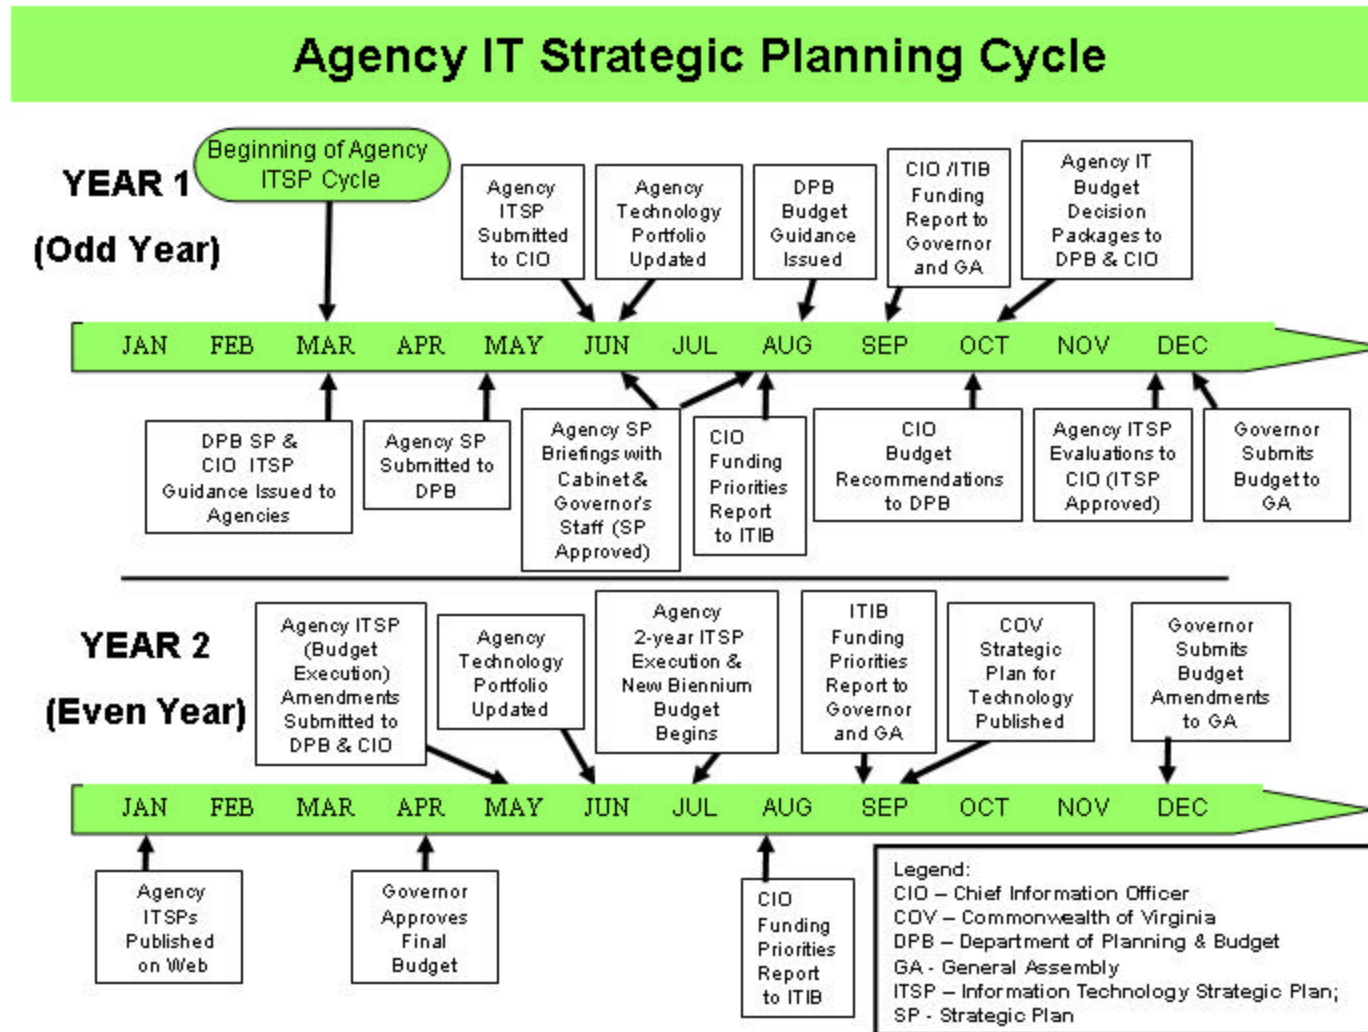 Agency IT Strategic Planning Cycle
YEAR 1
(Odd Year)
Beginning of Agency
ITSP Cycle
Agency
ITSP
Submitted
to CIO
Agency
Technology
Portfolio
Updated
DPB
Budget
Guidance
Issued
CIO /ITIB
Funding
Report to
Governor
and GA
Agency IT
Budget
Decision
Packages to
DPB & CIO
JAN FEB MAR APR MAY JUN JUL AUG SEP OCT NOV DEC
DPB SP &
CIO ITSP
Guidance Issued to
Agencies
Agency SP
Submitted to
DPB
Agency SP
Briefings with
Cabinet &
Governor's
Staff (SP
Approved)
CIO
Funding
Priorities
Report
to ITIB
CIO
Budget
Recommendations
to DPB
Agency ITSP
Evaluations to
CIO (ITSP
Approved)
Governor
Submits
Budget to
GA
YEAR 2
(Even Year)
Agency ITSP
(Budget
Execution)
Amendments
Submitted to
DPB & CIO
Agency
Technology
Portfolio
Updated
Agency
2-year ITSP
Execution &
New Biennium
Budget
Begins
ITIB
Funding
Priorities
Report to
Governor
and GA
COV
Strategic
Plan for
Technology
Published
Governor
Submits
Budget
Amendments
to GA
JAN FEB MAR APR MAY JUN JUL AUG SEP OCT NOV DEC
Agency
ITSPs
Published
on Web
Governor
Approves
Final
Budget
CIO
Funding
Priorities
Report
to ITIB
Legend:
CIO – Chief Information Officer
COV – Commonwealth of Virginia
DPB – Department of Planning & Budget
GA - General Assembly
ITSP – Information Technology Strategic Plan;
SP - Strategic Plan